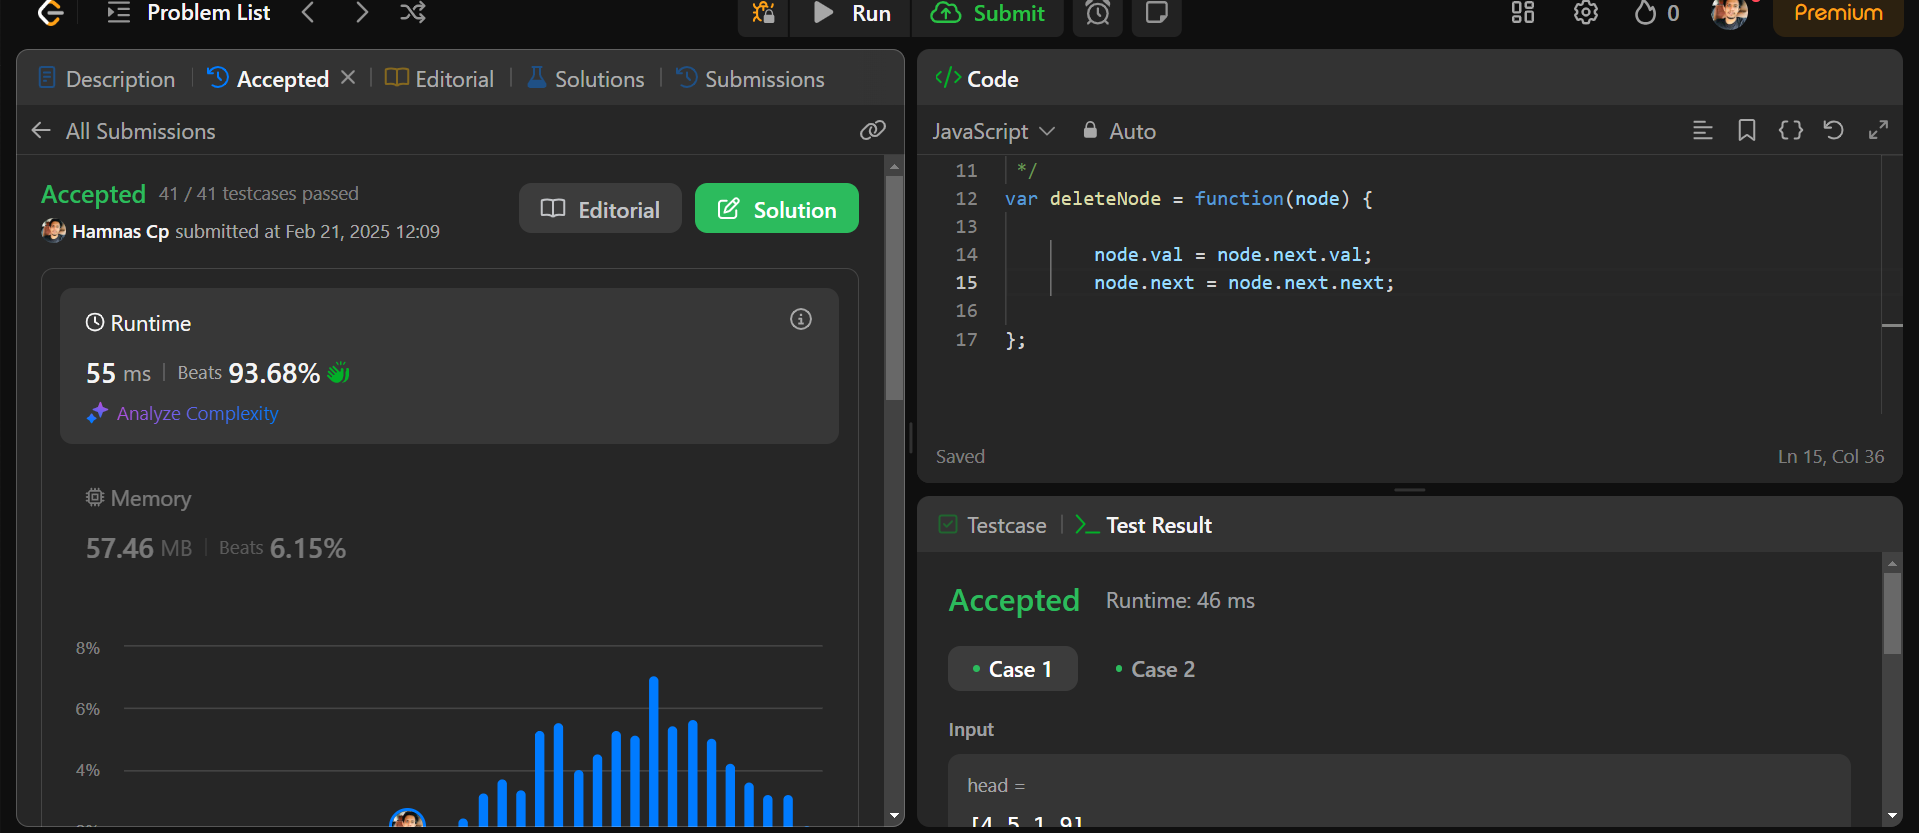 Problem List
Run
Submit
0
Premium
Description
Accepted
Editorial
Solutions
Submissions
All Submissions
Accepted 41 / 41 testcases passed
Hamnas Cp submitted at Feb 21, 2025 12:09
Editorial
Solution
Runtime
55 ms Beats 93.68%
Analyze Complexity
Memory
57.46 MB Beats 6.15%
8%
6%
4%
</> Code
JavaScript
Auto
11 */
12 var deleteNode = function(node) {
13
14 node.val = node.next.val;
15 node.next = node.next.next;
16
17 };
Saved
Ln 15, Col 36
Testcase
Test Result
Accepted Runtime: 46 ms
Case 1
Case 2
Input
head =
[4,5,1,9]